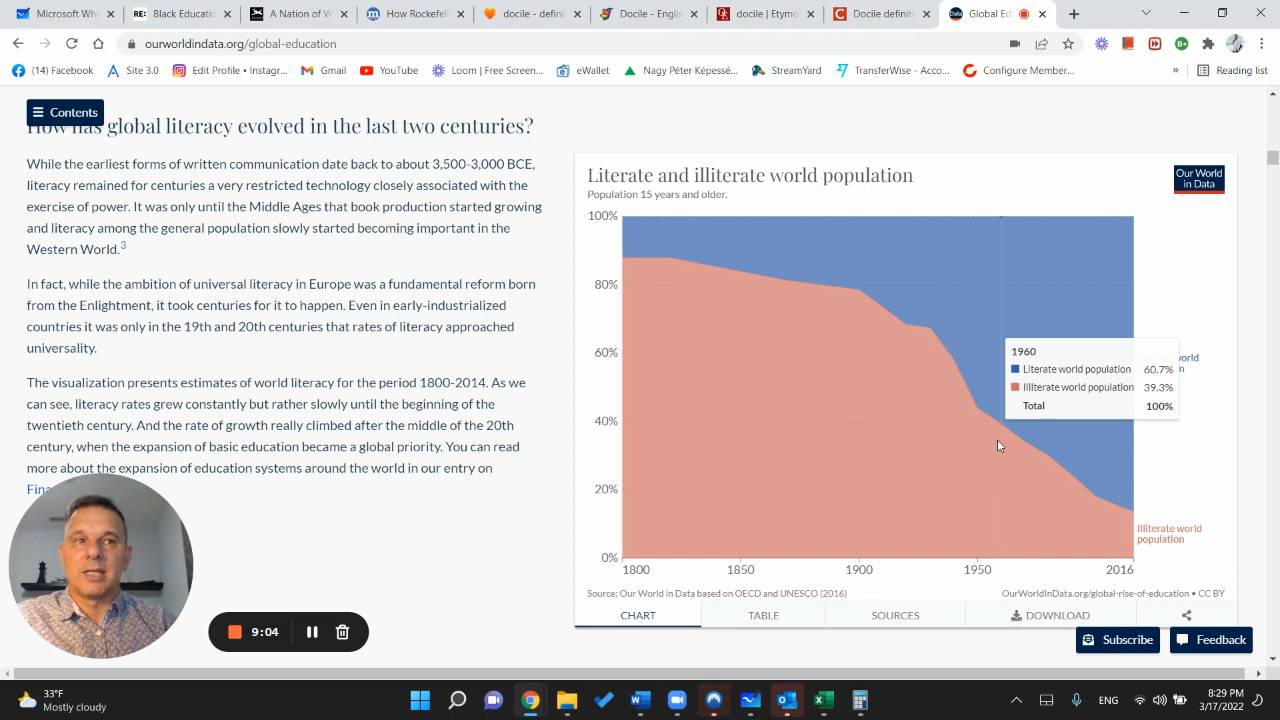 Microsoft Wh
RE: Black Educatio
A Nation of W
How Rockefell
docile - definit
Docile - Englis
docile | Etymol
Docile definiti
Global Ed
ourworldindata.org/global-education
(14) Facebook
Site 3.0
Edit Profile • Instagr...
Gmail
YouTube
Loom | Free Screen...
eWallet
Nagy Péter Képessé...
StreamYard
TransferWise - Acco...
Configure Member...
»
Reading list
Contents
How has global literacy evolved in the last two centuries?
While the earliest forms of written communication date back to about 3,500-3,000 BCE,
literacy remained for centuries a very restricted technology closely associated with the
exercise of power. It was only until the Middle Ages that book production started growing
and literacy among the general population slowly started becoming important in the
Western World.3
In fact, while the ambition of universal literacy in Europe was a fundamental reform born
from the Enlightment, it took centuries for it to happen. Even in early-industrialized
countries it was only in the 19th and 20th centuries that rates of literacy approached
universality.
The visualization presents estimates of world literacy for the period 1800-2014. As we
can see, literacy rates grew constantly but rather slowly until the beginning of the
twentieth century. And the rate of growth really climbed after the middle of the 20th
century, when the expansion of basic education became a global priority. You can read
more about the expansion of education systems around the world in our entry on
Fina
Literate and illiterate world population
Population 15 years and older.
Our World
in Data
100%
80%
60%
40%
20%
0%
1960
Literate world population 60.7%
Illiterate world population 39.3%
Total 100%
world
n
Illiterate world
population
1800
1850
1900
1950
2016
Source: Our World in Data based on OECD and UNESCO (2016)
OurWorldInData.org/global-rise-of-education • CC BY
CHART
TABLE
SOURCES
DOWNLOAD
Subscribe
Feedback
9:04
33°F
Mostly cloudy
ENG
8:29 PM
3/17/2022